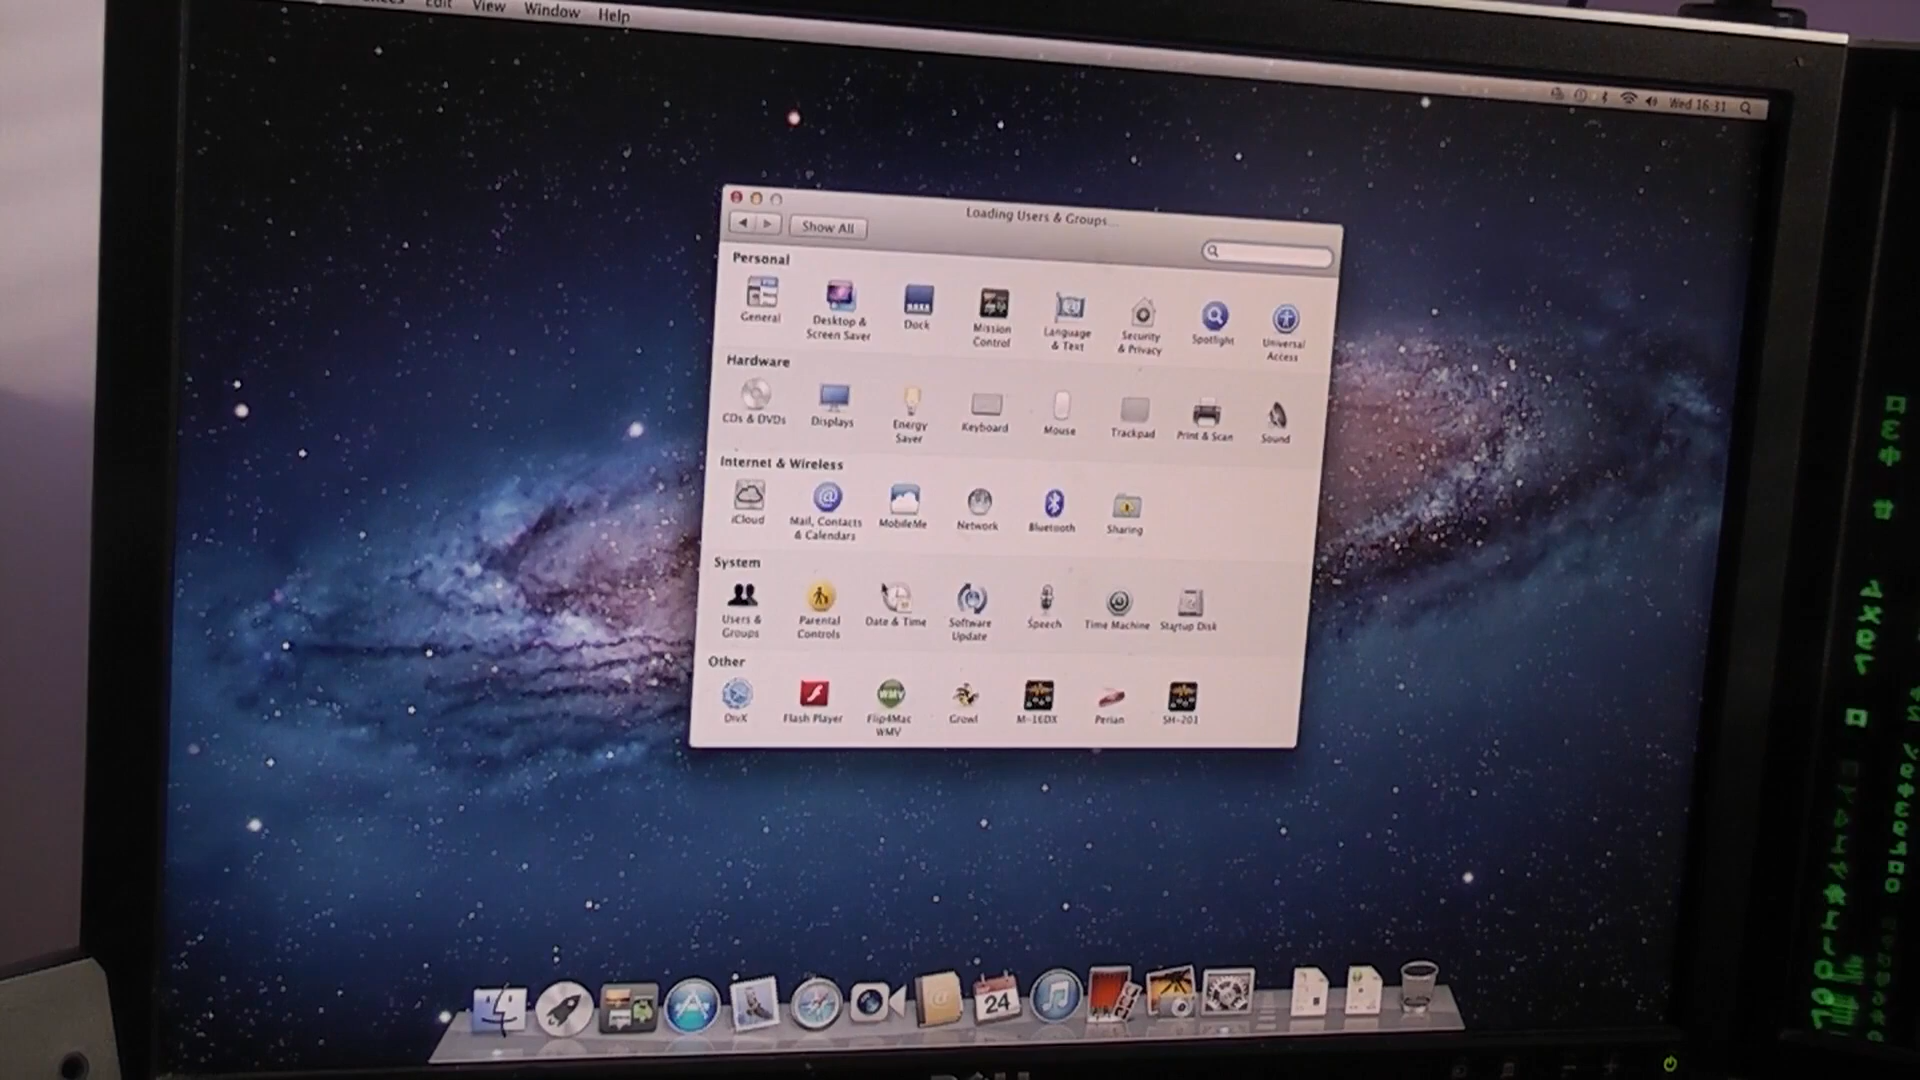 Edit View Window Help
Wed 16:31
Loading Users & Groups...
Show All
Personal
General
Desktop &
Screen Saver
Dock
Mission
Control
Language
& Text
Security
& Privacy
Spotlight
Universal
Access
Hardware
CDs & DVDs
Displays
Energy
Saver
Keyboard
Mouse
Trackpad
Print & Scan
Sound
Internet & Wireless
iCloud
Mail, Contacts
& Calendars
MobileMe
Network
Bluetooth
Sharing
System
Users &
Groups
Parental
Controls
Date & Time
Software
Update
Speech
Time Machine
Startup Disk
Other
DivX
Flash Player
WMV
Flip4Mac
WMV
Growl
M-16DX
Perian
SH-201
24